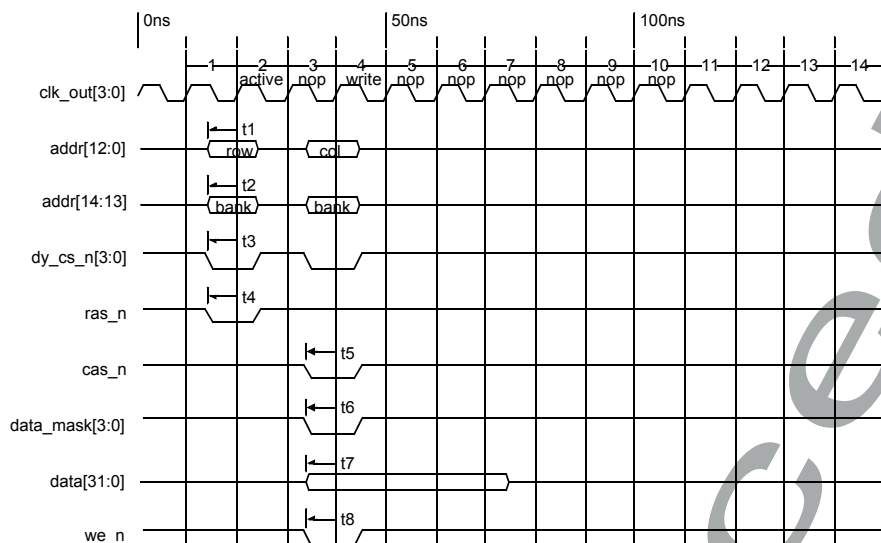 0ns 50ns 100ns
1 2 3 4 5 6 7 8 9 10 11 12 13 14
active nop write nop nop nop nop nop nop
clk_out[3:0]
t1
addr[12:0] row col
t2
addr[14:13] bank bank
t3
dy_cs_n[3:0]
t4
ras_n
t5
cas_n
t6
data_mask[3:0]
t7
data[31:0]
t8
we_n